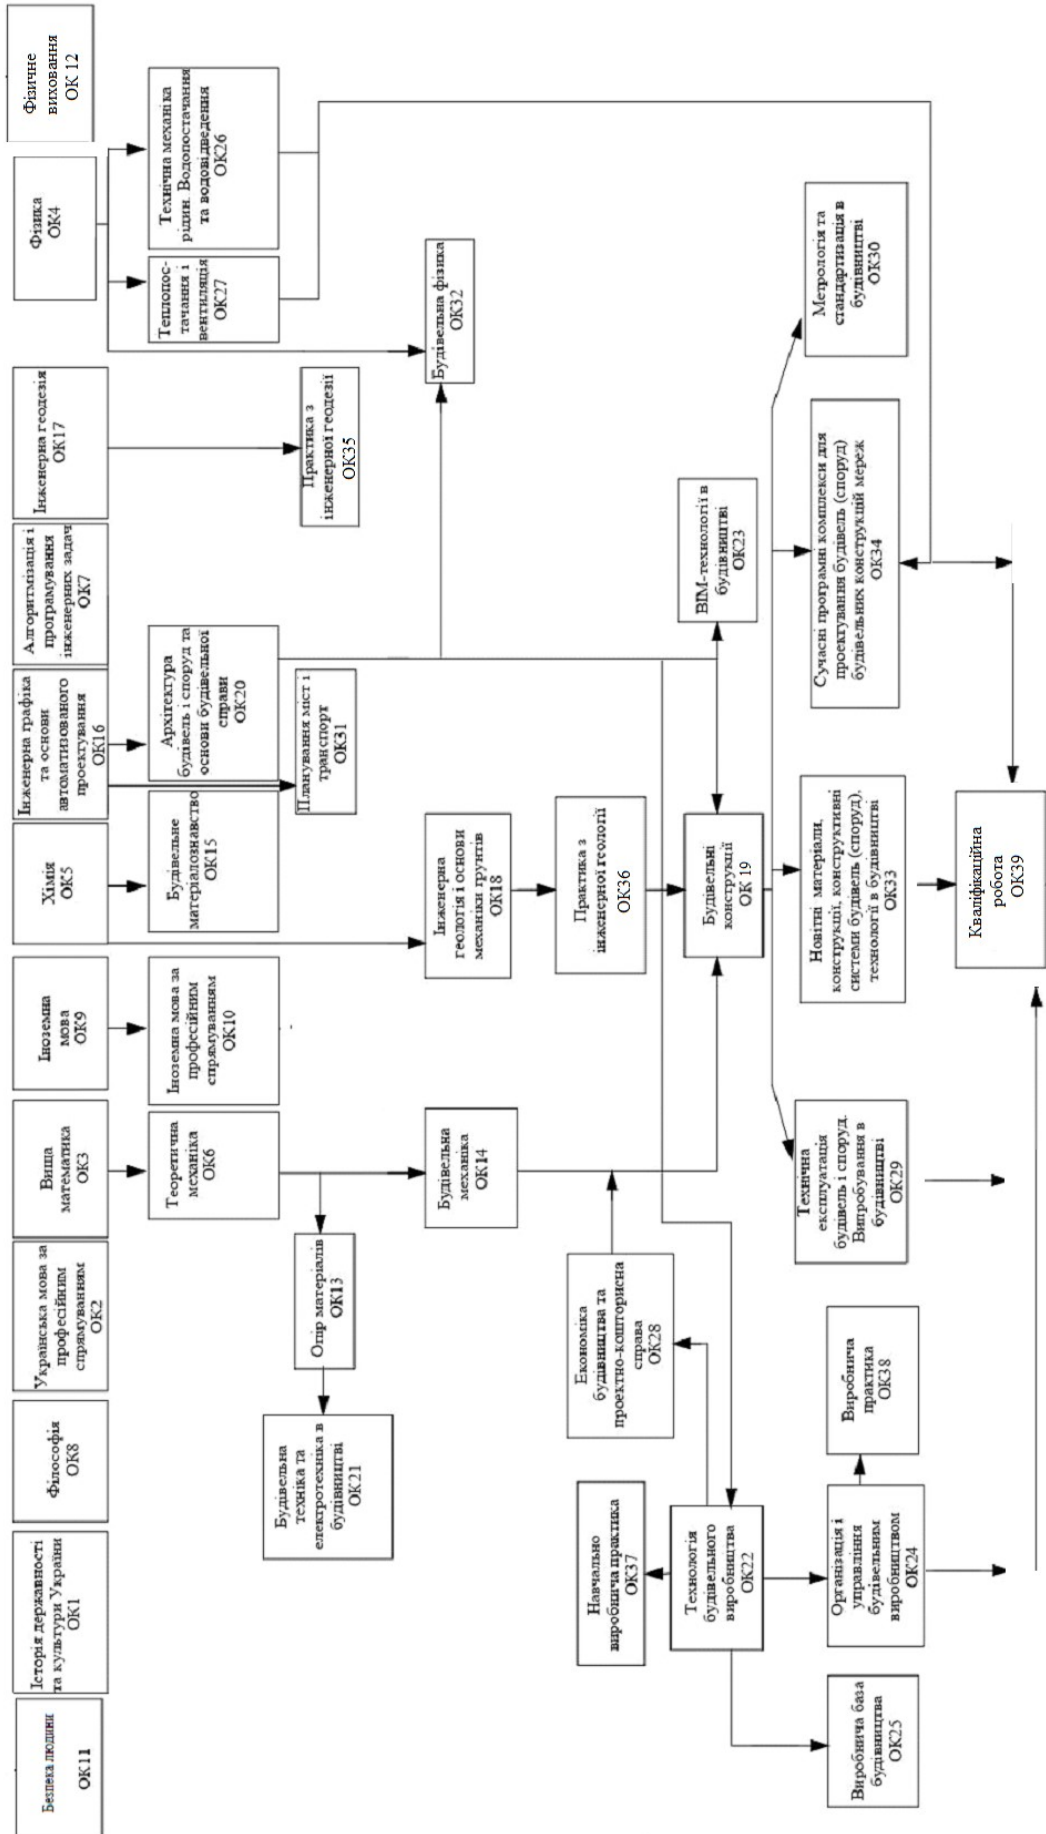 Безпека людини
ОК11
Історія державності
та культури України
ОК1
Філософія
ОК8
Українська мова за
професійним
спрямуванням
ОК2
Вища
математика
ОК3
Іноземна
мова
ОК9
Хімія
ОК5
Інженерна графіка
та основи
автоматизованого
проектування
ОК16
Алгоритмізація і
програмування
інженерних задач
ОК7
Інженерна геодезія
ОК17
Фізика
ОК4
Фізичне
виховання
ОК 12
Теоретична
механіка
ОК6
Іноземна мова за
професійним
спрямуванням
ОК10
Будівельне
матеріалознавство
ОК15
Архітектура
будівель і споруд та
основи будівельної
справи
ОК20
Теплопос-
тачання і
вентиляція
ОК27
Технічна механіка
рідин. Водопостачання
та водовідведення
ОК26
Будівельна
техніка та
електротехніка в
будівництві
ОК21
Опір матеріалів
ОК13
Планування міст і
транспорт
ОК31
Практика з
інженерної геодезії
ОК35
Будівельна
механіка
ОК14
Інженерна
геологія і основи
механіки грунтів
ОК18
Будівельна фізика
ОК32
Навчально
виробнича практика
ОК37
Економіка
будівництва та
проектно-кошторисна
справа
ОК28
Практика з
інженерної геології
ОК36
Технологія
будівельного
виробництва
ОК22
Будівельні
конструкції
ОК 19
BIM-технології в
будівництві
ОК23
Виробнича база
будівництва
ОК25
Організація і
управління
будівельним
виробництвом
ОК24
Виробнича
практика
ОК38
Технічна
експлуатація
будівель і споруд.
Випробування в
будівництві
ОК29
Новітні матеріали,
конструкції, конструктивні
системи будівель (споруд),
технології в будівництві
ОК33
Сучасні програмні комплекси для
проектування будівель (споруд)
будівельних конструкцій мереж
ОК34
Метрологія та
стандартизація в
будівництві
ОК30
Кваліфікаційна
робота
ОК39